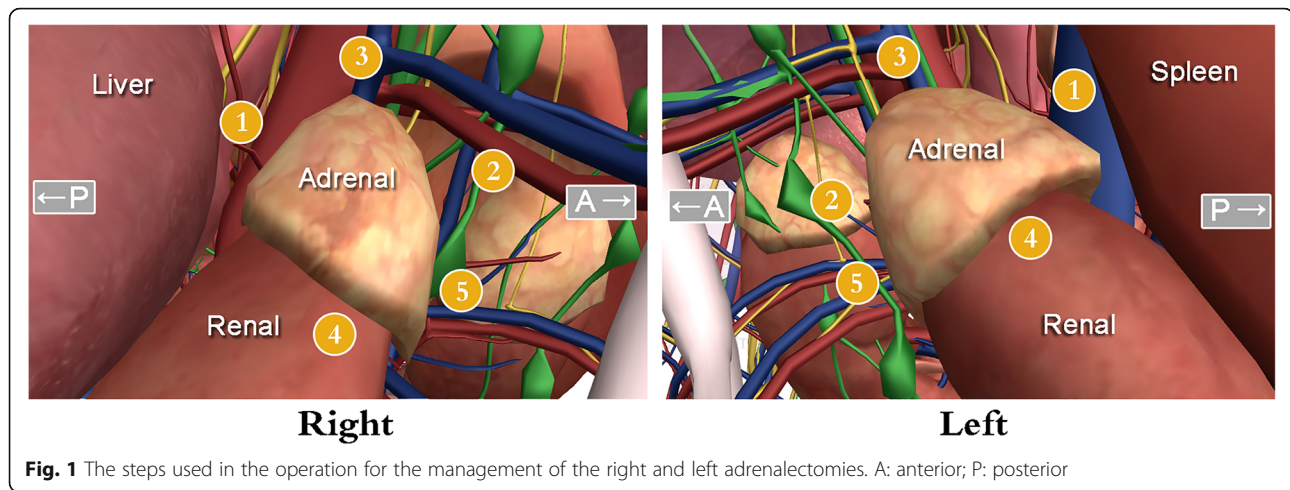 Liver
1
3
Adrenal
2
←P
A→
5
Renal
4
Right
3
1
Spleen
Adrenal
←A
2
P→
4
5
Renal
Left
Fig. 1 The steps used in the operation for the management of the right and left adrenalectomies. A: anterior; P: posterior